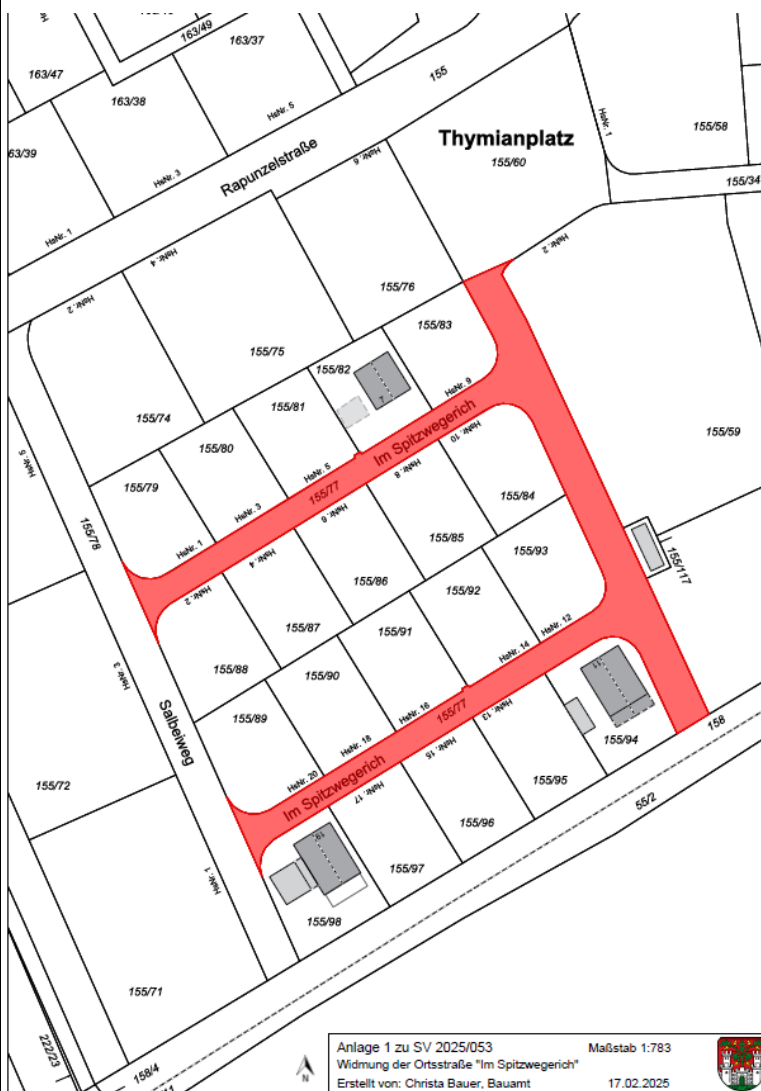 163/49
163/37
163/47
163/38
HsNr. 5
155
63/39
HsNr. 3
Rapunzelstraße
HsNr. 1
Thymianplatz
155/60
HsNr. 1
155/58
155/34
HsNr. 6
HsNr. 4
HsNr. 2
HsNr. 2
155/76
155/75
155/74
155/83
155/82
7
HsNr. 9
155/81
155/80
155/79
HsNr. 5
HsNr. 3
HsNr. 1
Im Spitzwegerich
155/77
HsNr. 10
HsNr. 8
HsNr. 6
HsNr. 4
HsNr. 2
155/59
HsNr. 5
155/78
155/84
155/85
155/86
155/87
155/88
155/93
155/92
155/91
155/90
155/89
155/117
HsNr. 3
Salbeiweg
HsNr. 12
HsNr. 14
HsNr. 16
HsNr. 18
HsNr. 20
155/77
Im Spitzwegerich
HsNr. 13
HsNr. 15
HsNr. 17
11
155/94
158
155/95
155/96
155/97
19
155/98
155/72
55/2
HsNr. 1
155/71
222/23
158/4
N
Anlage 1 zu SV 2025/053
Maßstab 1:783
Widmung der Ortsstraße "Im Spitzwegerich"
Erstellt von: Christa Bauer, Bauamt
17.02.2025